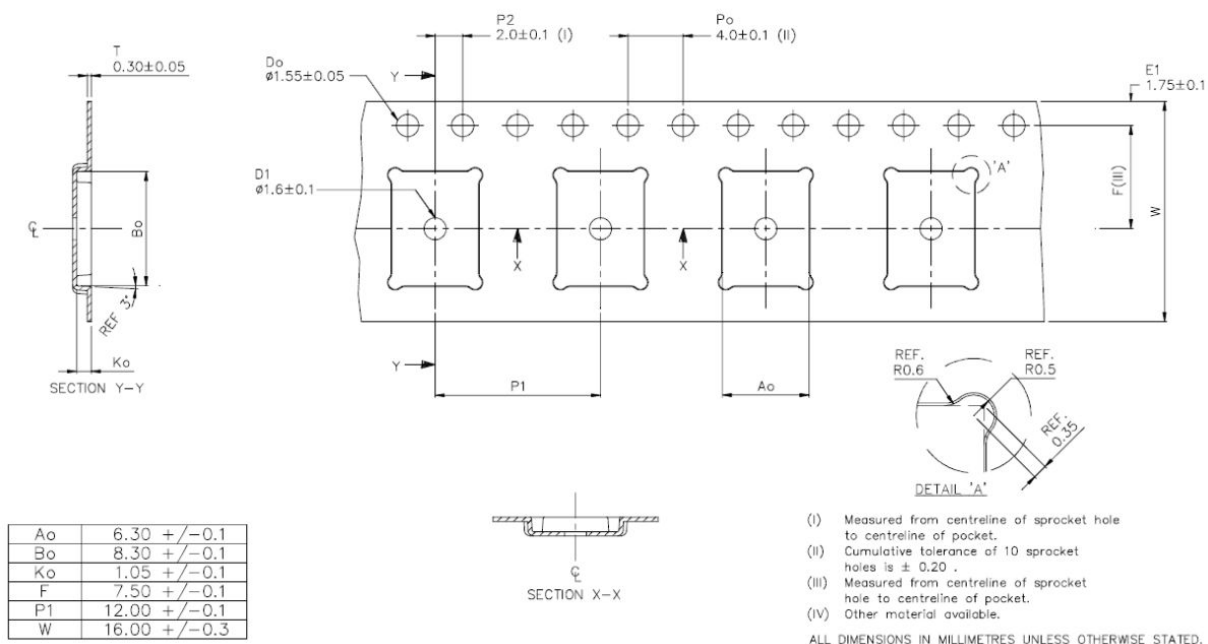 P2
2.0±0.1 (I)
Po
4.0±0.1 (II)
T
0.30±0.05
Do
ø1.55±0.05
Y
E1
1.75±0.1
D1
ø1.6±0.1
'A'
F(III)
W
Bo
X
X
REF 3°
Ko
SECTION Y-Y
Y
P1
Ao
REF.
R0.6
REF.
R0.5
REF.
0.35
DETAIL 'A'
Ao 6.30 +/-0.1
Bo 8.30 +/-0.1
Ko 1.05 +/-0.1
F 7.50 +/-0.1
P1 12.00 +/-0.1
W 16.00 +/-0.3
SECTION X-X
(I) Measured from centreline of sprocket hole
to centreline of pocket.
(II) Cumulative tolerance of 10 sprocket
holes is ± 0.20 .
(III) Measured from centreline of sprocket
hole to centreline of pocket.
(IV) Other material available.
ALL DIMENSIONS IN MILLIMETRES UNLESS OTHERWISE STATED.